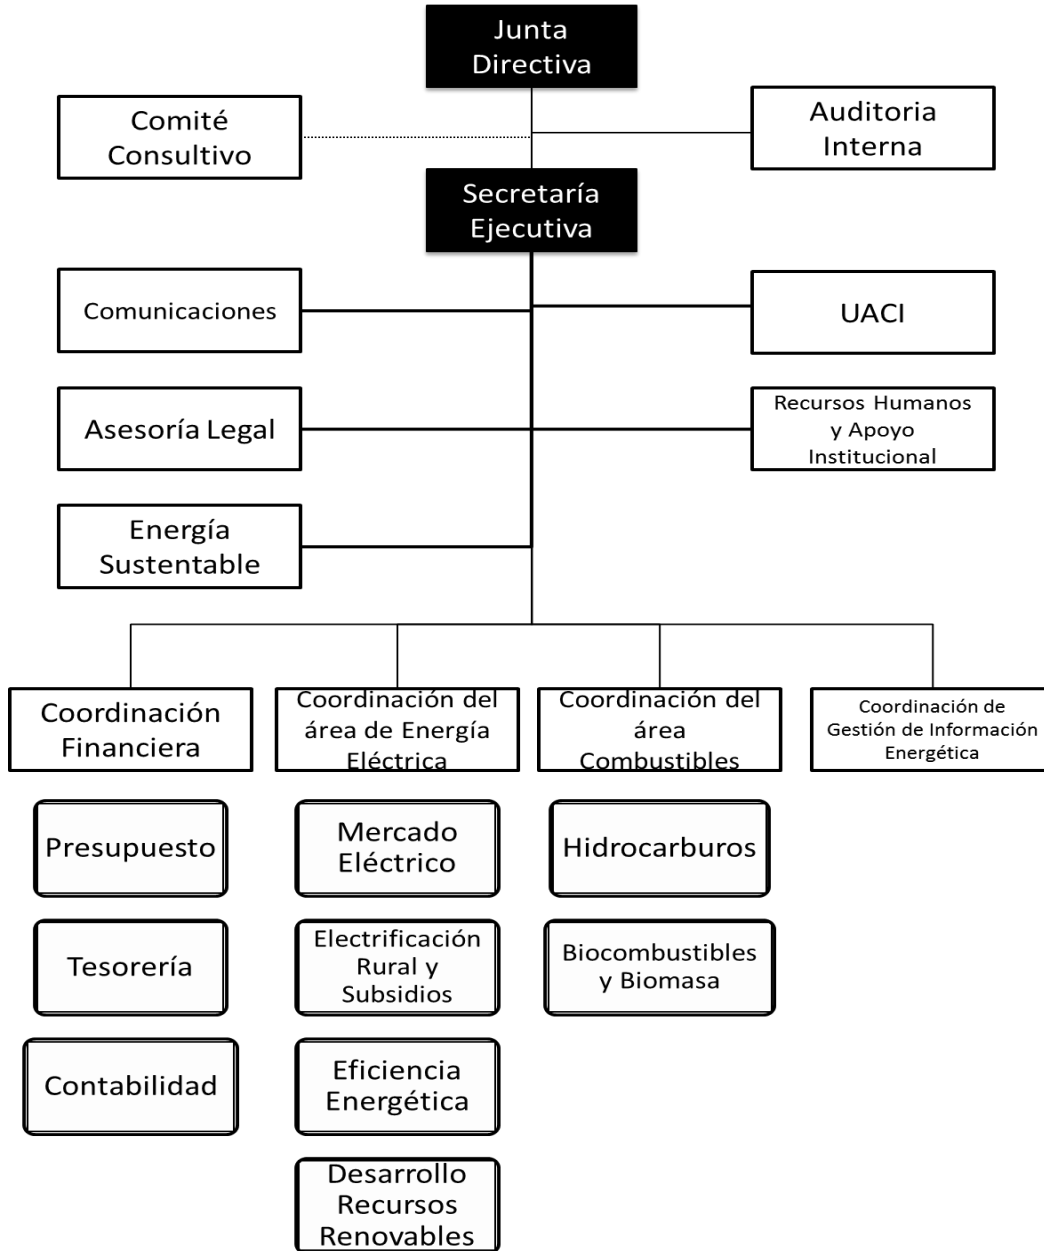 Junta
Directiva
Comité
Consultivo
Auditoria
Interna
Secretaría
Ejecutiva
Comunicaciones
UACI
Asesoría Legal
Recursos Humanos
y Apoyo
Institucional
Energía
Sustentable
Coordinación
Financiera
Coordinación del
área de Energía
Eléctrica
Coordinación del
área
Combustibles
Coordinación de
Gestión de Información
Energética
Presupuesto
Mercado
Eléctrico
Hidrocarburos
Tesorería
Electrificación
Rural y
Subsidios
Biocombustibles
y Biomasa
Contabilidad
Eficiencia
Energética
Desarrollo
Recursos
Renovables